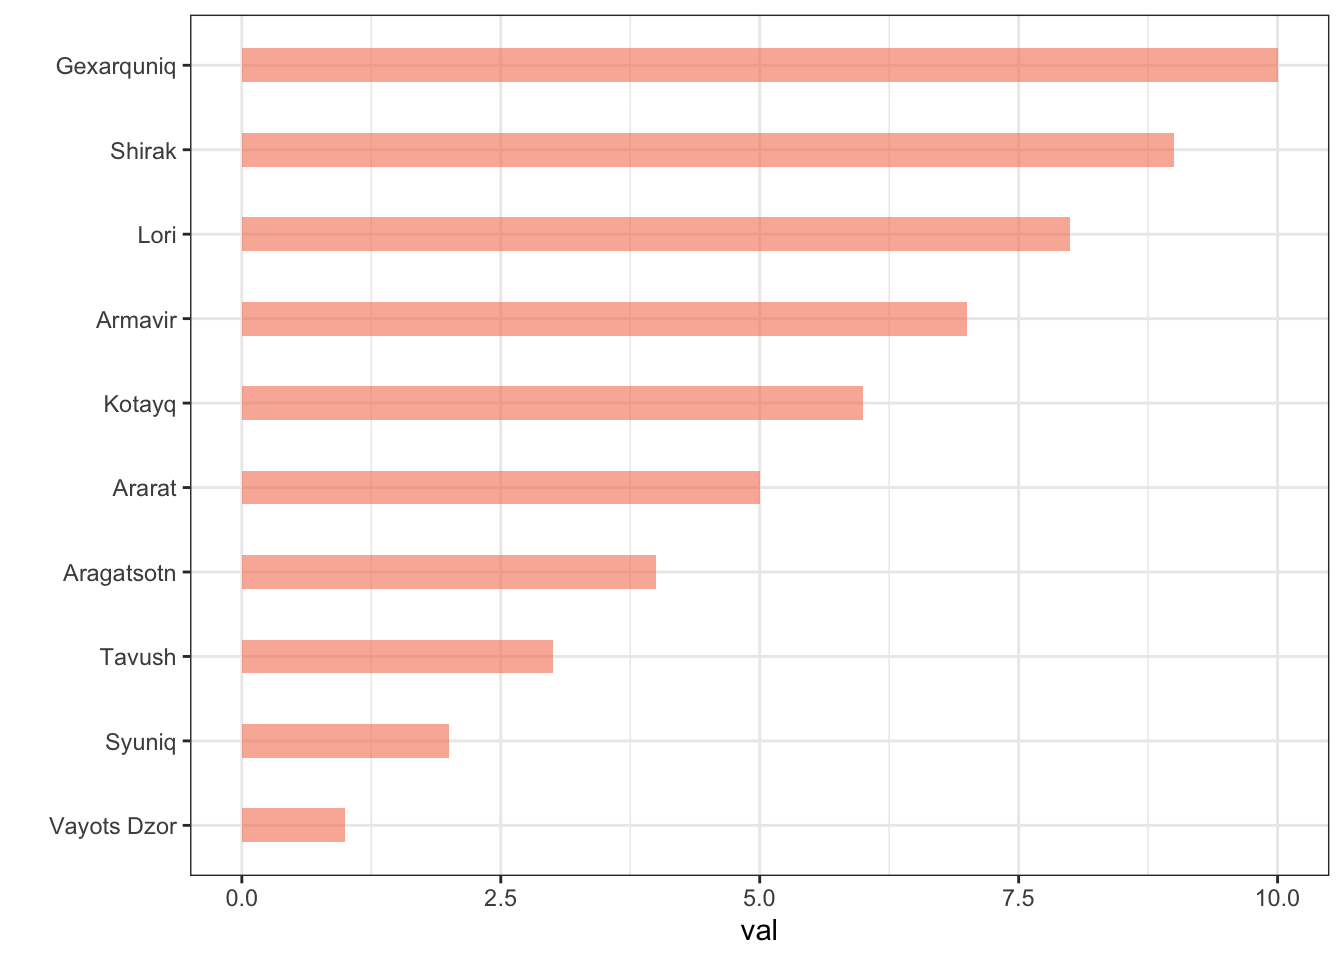 Gexarquniq
Shirak
Lori
Armavir
Kotayq
Ararat
Aragatsotn
Tavush
Syuniq
Vayots Dzor
0.0 2.5 5.0 7.5 10.0
val